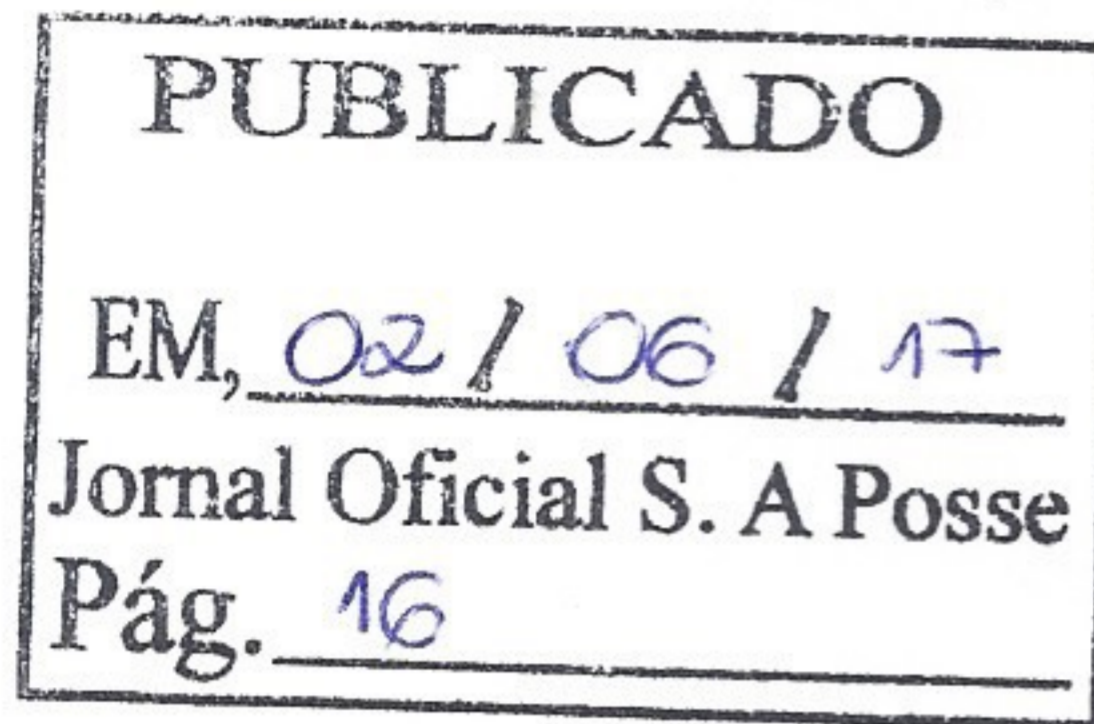 PUBLICADO
EM, 02 / 06 / 17
Jornal Oficial S. A Posse
Pág. 16